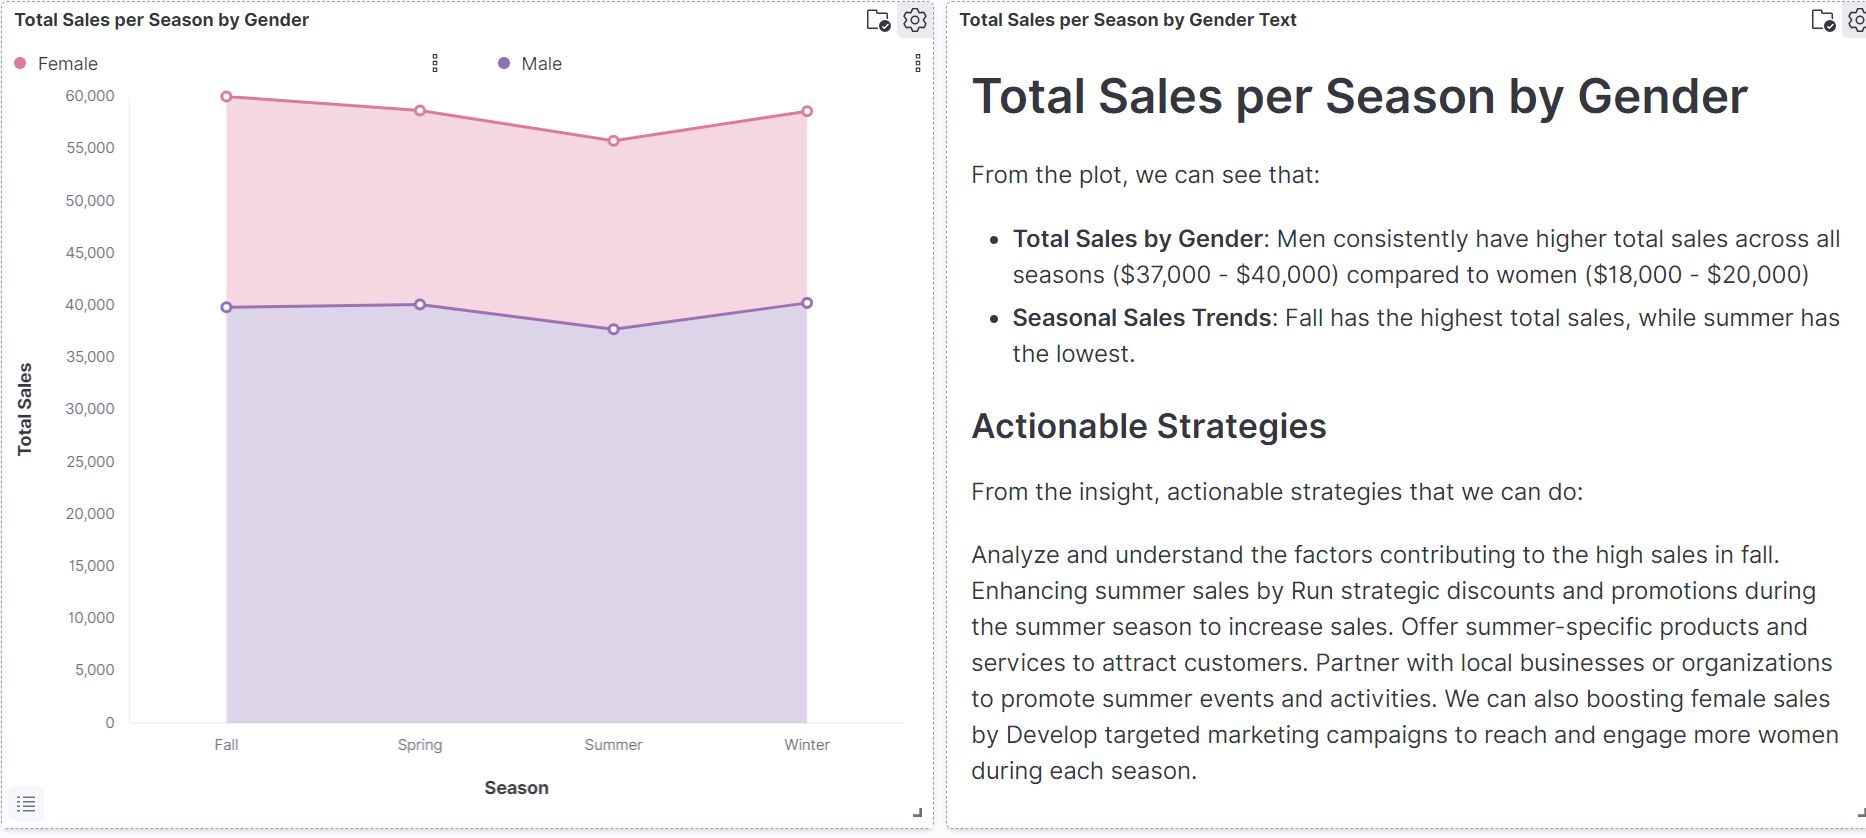 Total Sales per Season by Gender
Female
Male
60,000
55,000
50,000
45,000
40,000
35,000
30,000
25,000
20,000
15,000
10,000
5,000
0
Total Sales
Fall
Spring
Summer
Winter
Season
Total Sales per Season by Gender Text
Total Sales per Season by Gender
From the plot, we can see that:
• Total Sales by Gender: Men consistently have higher total sales across all
seasons ($37,000 - $40,000) compared to women ($18,000 - $20,000)
• Seasonal Sales Trends: Fall has the highest total sales, while summer has
the lowest.
Actionable Strategies
From the insight, actionable strategies that we can do:
Analyze and understand the factors contributing to the high sales in fall.
Enhancing summer sales by Run strategic discounts and promotions during
the summer season to increase sales. Offer summer-specific products and
services to attract customers. Partner with local businesses or organizations
to promote summer events and activities. We can also boosting female sales
by Develop targeted marketing campaigns to reach and engage more women
during each season.